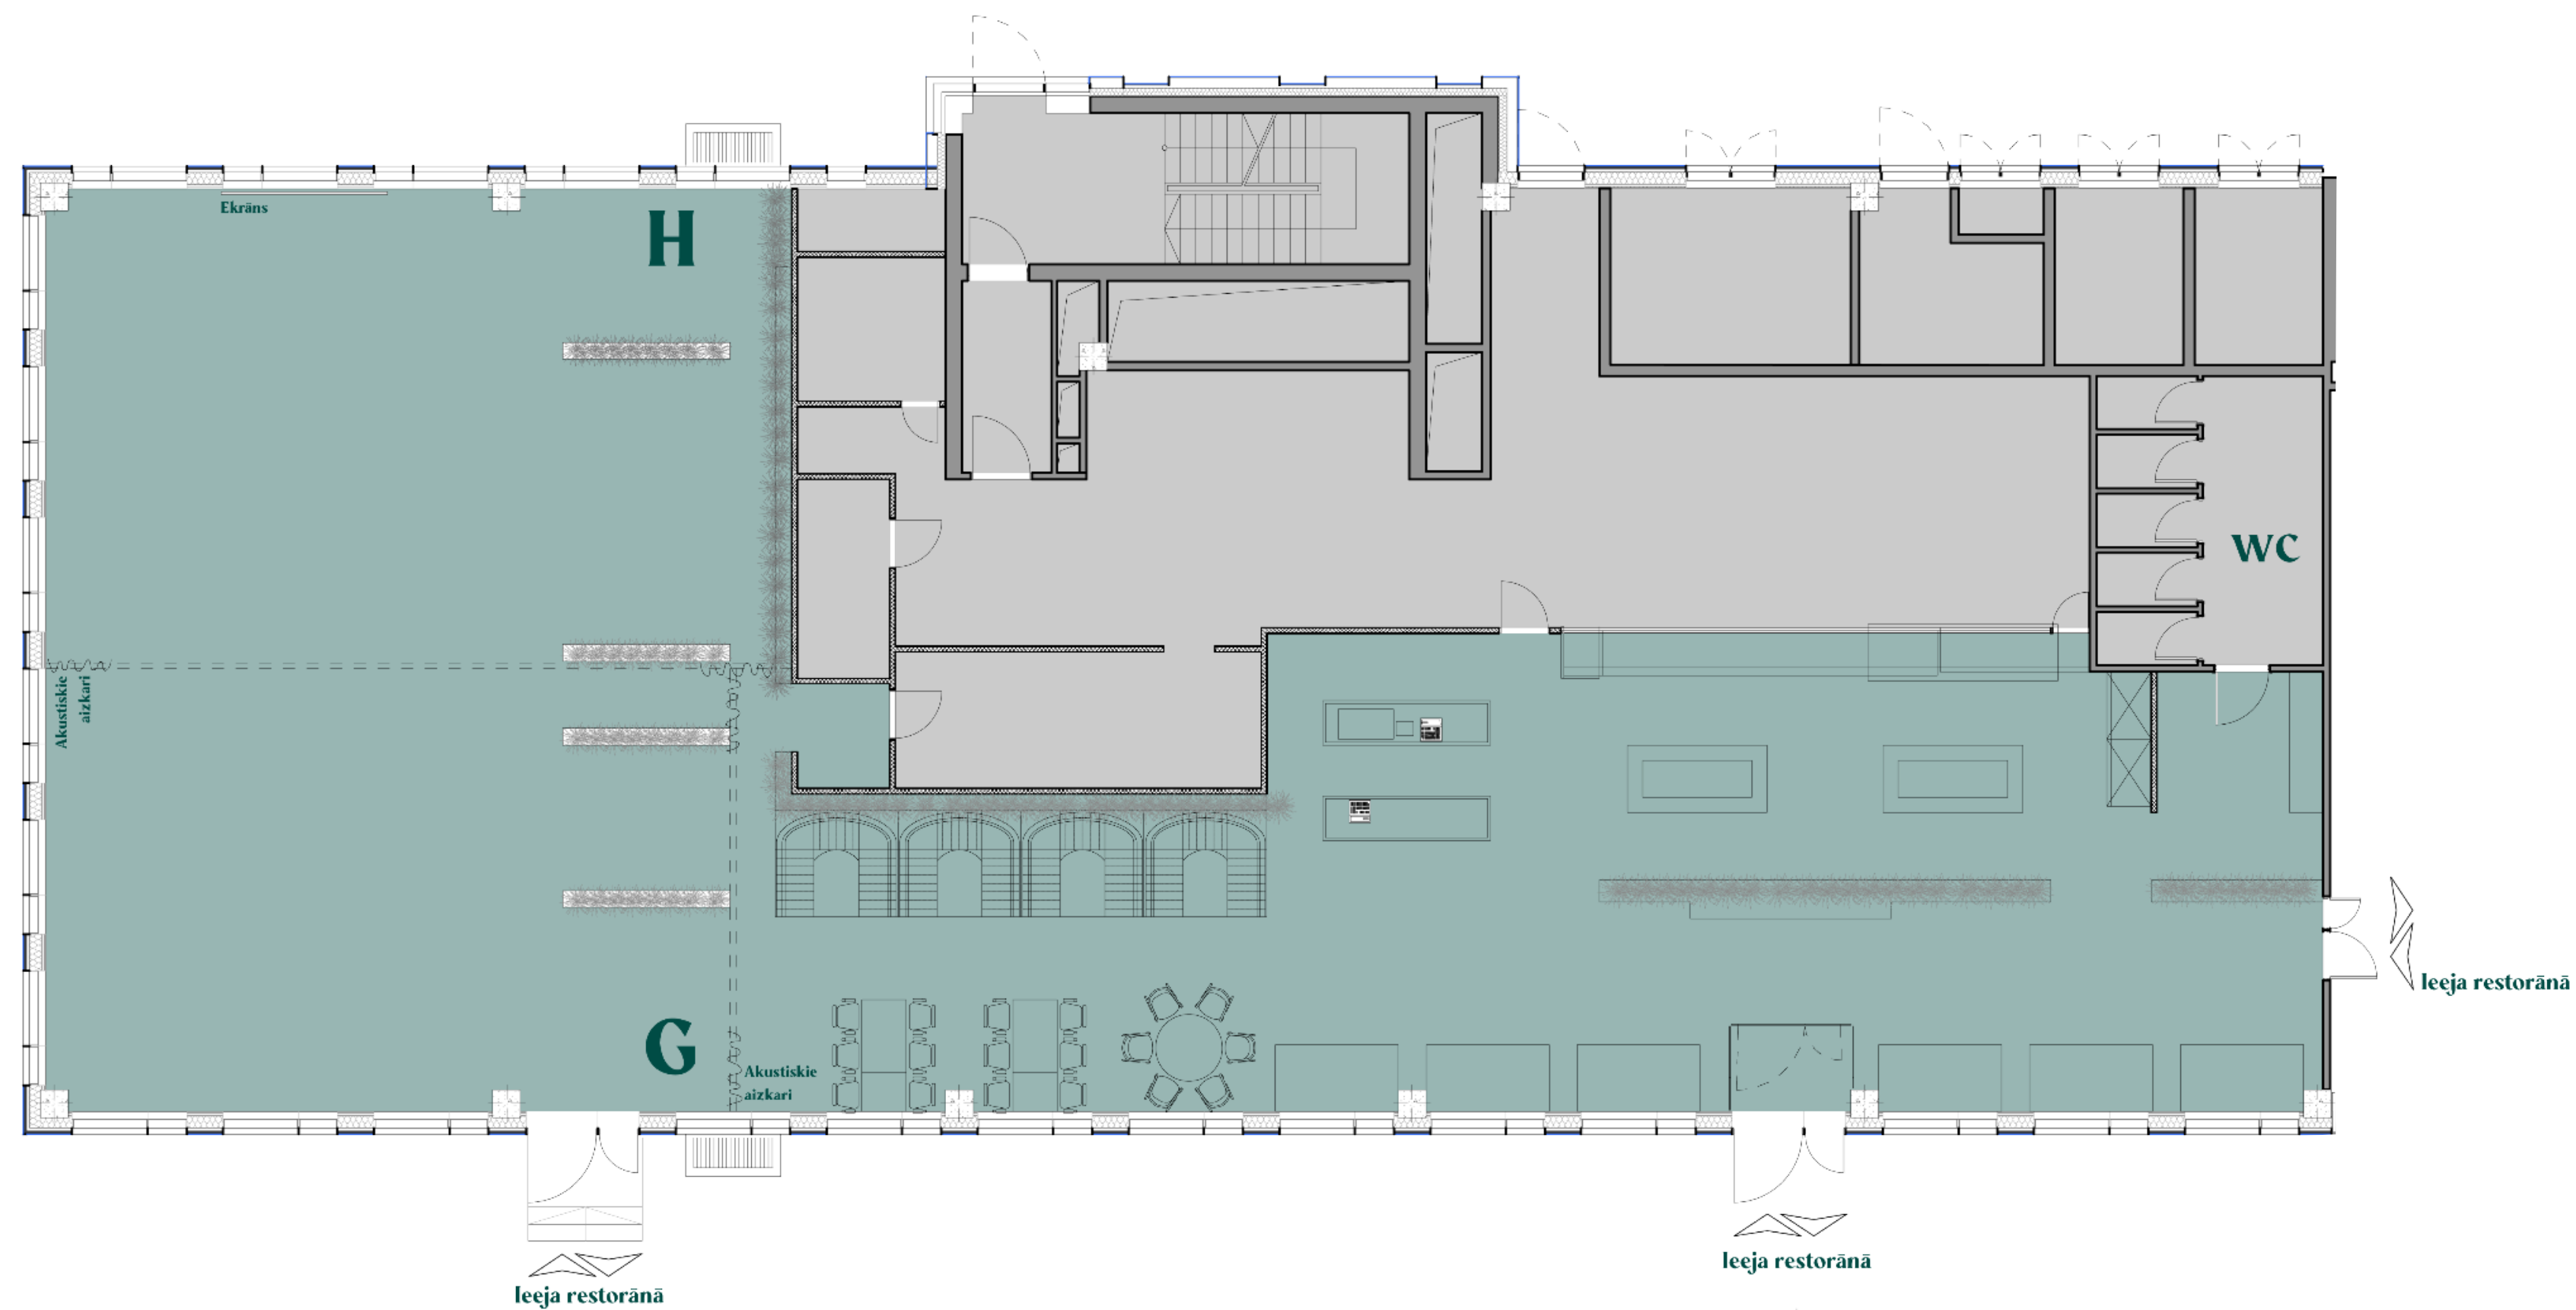 Ekrāns
H
WC
Akustiskie
aizkari
Ieeja restorānā
G
Akustiskie
aizkari
Ieeja restorānā
Ieeja restorānā